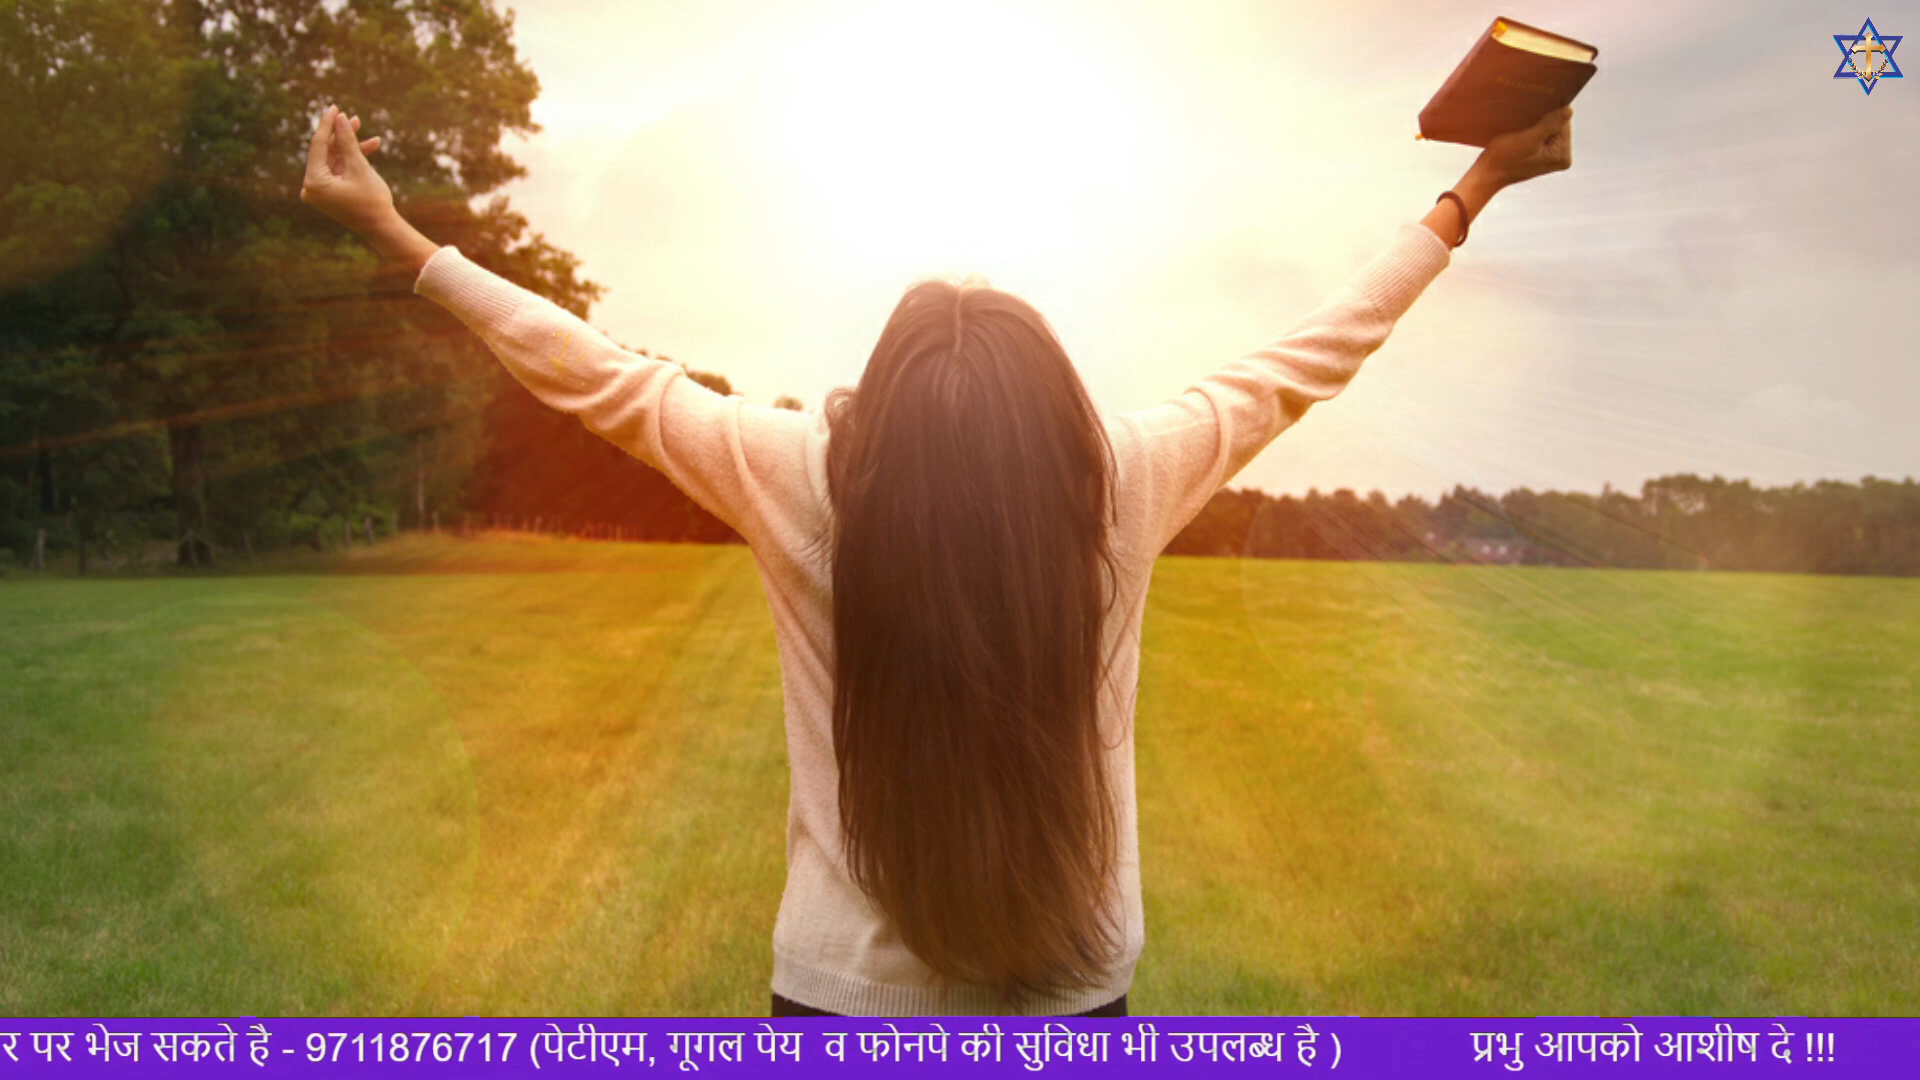 र पर भेज सकते है - 9711876717 (पेटीएम, गूगल पेय व फोनपे की सुविधा भी उपलब्ध है ) प्रभु आपको आशीष दे !!!